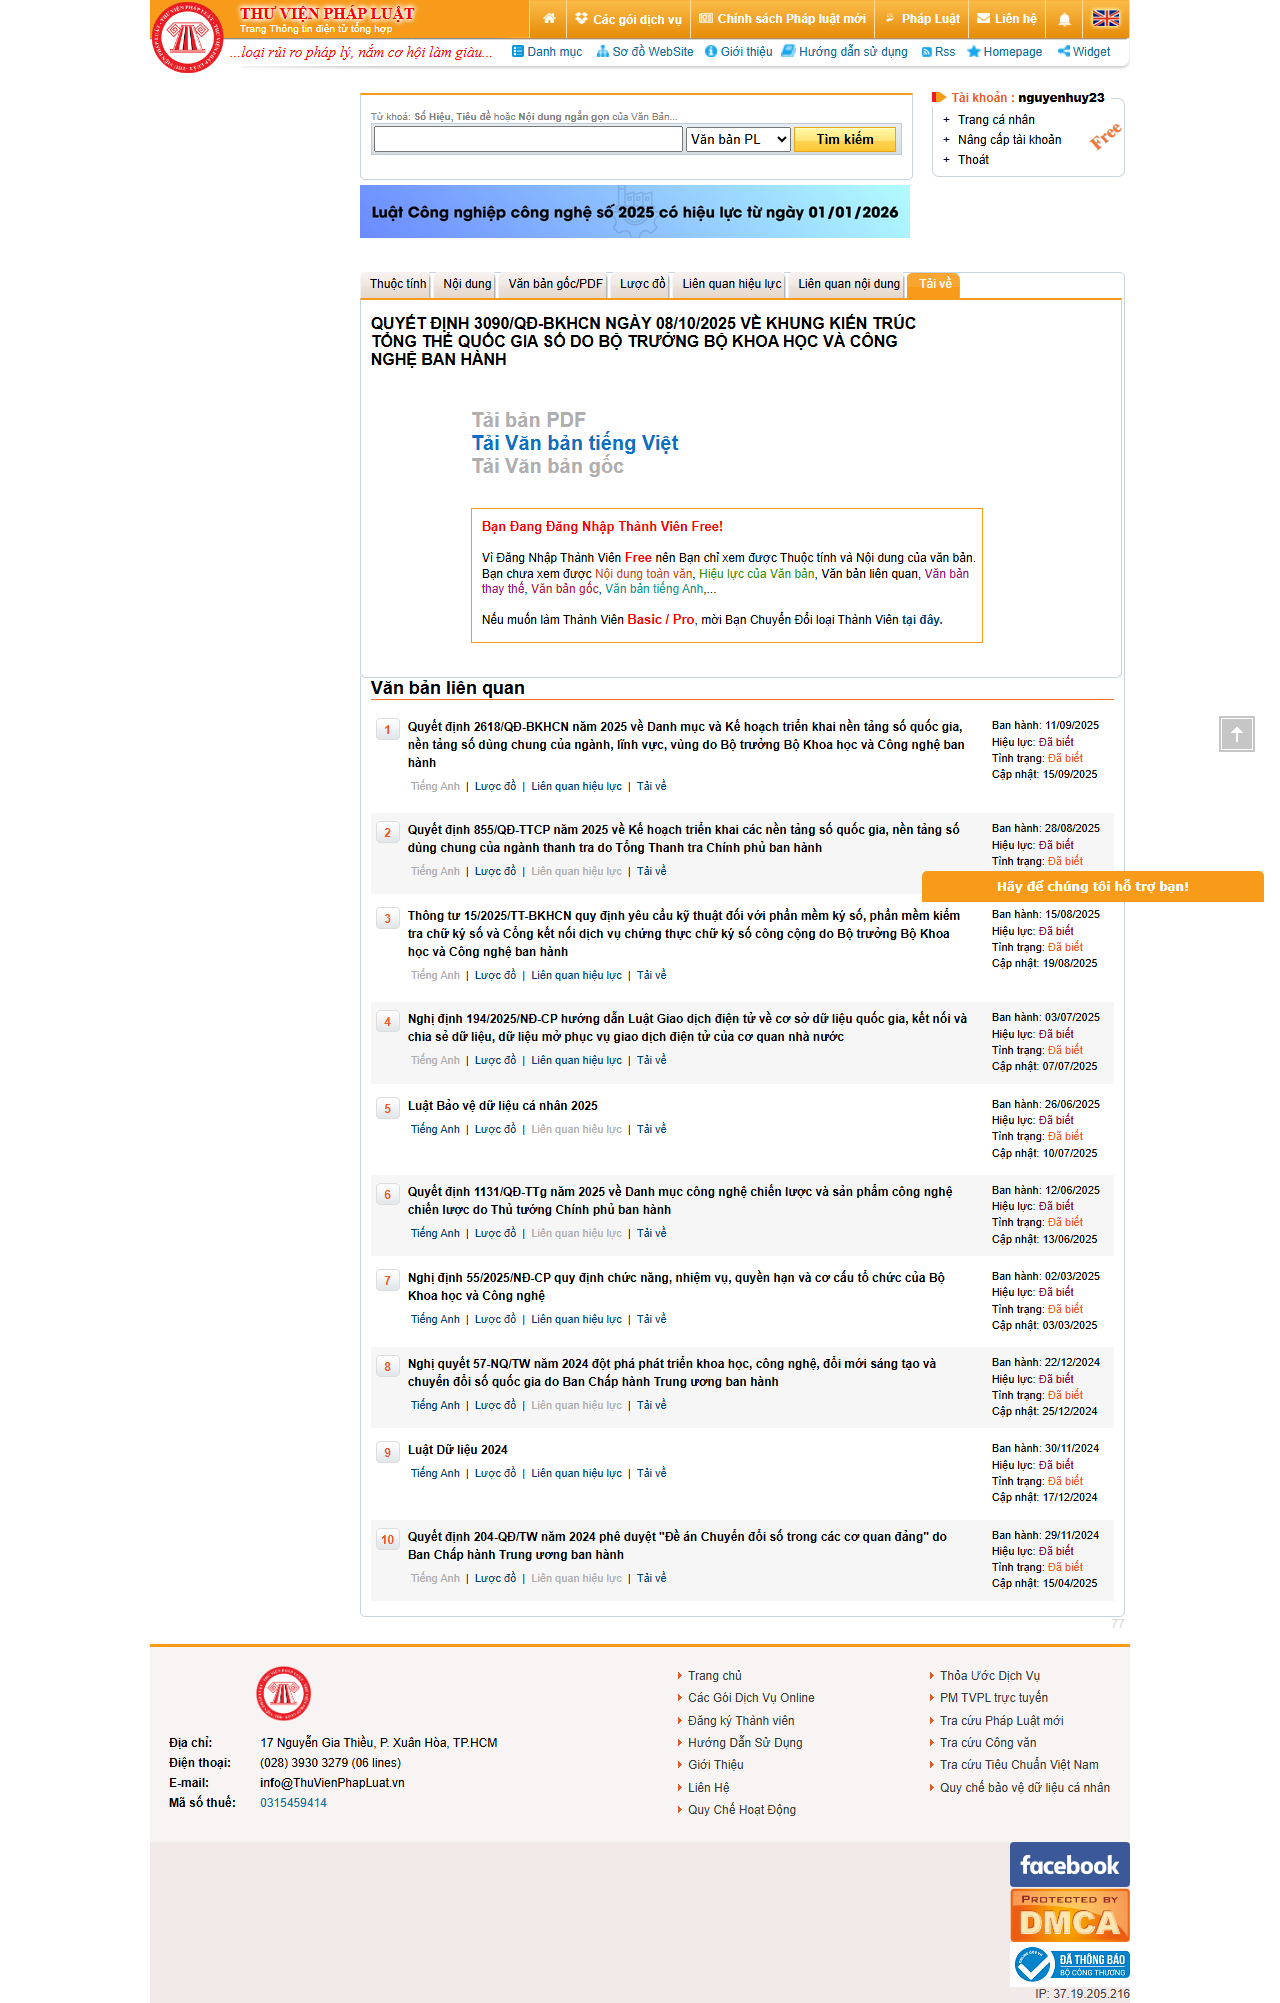 THƯ VIỆN PHÁP LUẬT
Trang Thông tin điện tử tổng hợp
Các gói dịch vụ
Chính sách Pháp luật mới
Pháp Luật
Liên hệ
...loại rủi ro pháp lý, nắm cơ hội làm giàu...
Danh mục
Sơ đồ WebSite
Giới thiệu
Hướng dẫn sử dụng
Rss
Homepage
Widget
Từ khoá: Số Hiệu, Tiêu đề hoặc Nội dung ngắn gọn của Văn Bản...
Văn bản PL
Tìm kiếm
Tài khoản : nguyenhuy23
+ Trang cá nhân
+ Nâng cấp tài khoản
+ Thoát
Free
Luật Công nghiệp công nghệ số 2025 có hiệu lực từ ngày 01/01/2026
Thuộc tính
Nội dung
Văn bản gốc/PDF
Lược đồ
Liên quan hiệu lực
Liên quan nội dung
Tải về
QUYẾT ĐỊNH 3090/QĐ-BKHCN NGÀY 08/10/2025 VỀ KHUNG KIẾN TRÚC
TỔNG THỂ QUỐC GIA SỐ DO BỘ TRƯỞNG BỘ KHOA HỌC VÀ CÔNG
NGHỆ BAN HÀNH
Tải bản PDF
Tải Văn bản tiếng Việt
Tải Văn bản gốc
Bạn Đang Đăng Nhập Thành Viên Free!
Vì Đăng Nhập Thành Viên Free nên Bạn chỉ xem được Thuộc tính và Nội dung của văn bản.
Bạn chưa xem được Nội dung toàn văn, Hiệu lực của Văn bản, Văn bản liên quan, Văn bản
thay thế, Văn bản gốc, Văn bản tiếng Anh,...
Nếu muốn làm Thành Viên Basic / Pro, mời Bạn Chuyển Đổi loại Thành Viên tại đây.
Văn bản liên quan
1
Quyết định 2618/QĐ-BKHCN năm 2025 về Danh mục và Kế hoạch triển khai nền tảng số quốc gia,
nền tảng số dùng chung của ngành, lĩnh vực, vùng do Bộ trưởng Bộ Khoa học và Công nghệ ban
hành
Tiếng Anh | Lược đồ | Liên quan hiệu lực | Tải về
Ban hành: 11/09/2025
Hiệu lực: Đã biết
Tình trạng: Đã biết
Cập nhật: 15/09/2025
2
Quyết định 855/QĐ-TTCP năm 2025 về Kế hoạch triển khai các nền tảng số quốc gia, nền tảng số
dùng chung của ngành thanh tra do Tổng Thanh tra Chính phủ ban hành
Tiếng Anh | Lược đồ | Liên quan hiệu lực | Tải về
Ban hành: 28/08/2025
Hiệu lực: Đã biết
Tình trạng: Đã biết
Hãy để chúng tôi hỗ trợ bạn!
3
Thông tư 15/2025/TT-BKHCN quy định yêu cầu kỹ thuật đối với phần mềm ký số, phần mềm kiểm
tra chữ ký số và Cổng kết nối dịch vụ chứng thực chữ ký số công cộng do Bộ trưởng Bộ Khoa
học và Công nghệ ban hành
Tiếng Anh | Lược đồ | Liên quan hiệu lực | Tải về
Ban hành: 15/08/2025
Hiệu lực: Đã biết
Tình trạng: Đã biết
Cập nhật: 19/08/2025
4
Nghị định 194/2025/NĐ-CP hướng dẫn Luật Giao dịch điện tử về cơ sở dữ liệu quốc gia, kết nối và
chia sẻ dữ liệu, dữ liệu mở phục vụ giao dịch điện tử của cơ quan nhà nước
Tiếng Anh | Lược đồ | Liên quan hiệu lực | Tải về
Ban hành: 03/07/2025
Hiệu lực: Đã biết
Tình trạng: Đã biết
Cập nhật: 07/07/2025
5
Luật Bảo vệ dữ liệu cá nhân 2025
Tiếng Anh | Lược đồ | Liên quan hiệu lực | Tải về
Ban hành: 26/06/2025
Hiệu lực: Đã biết
Tình trạng: Đã biết
Cập nhật: 10/07/2025
6
Quyết định 1131/QĐ-TTg năm 2025 về Danh mục công nghệ chiến lược và sản phẩm công nghệ
chiến lược do Thủ tướng Chính phủ ban hành
Tiếng Anh | Lược đồ | Liên quan hiệu lực | Tải về
Ban hành: 12/06/2025
Hiệu lực: Đã biết
Tình trạng: Đã biết
Cập nhật: 13/06/2025
7
Nghị định 55/2025/NĐ-CP quy định chức năng, nhiệm vụ, quyền hạn và cơ cấu tổ chức của Bộ
Khoa học và Công nghệ
Tiếng Anh | Lược đồ | Liên quan hiệu lực | Tải về
Ban hành: 02/03/2025
Hiệu lực: Đã biết
Tình trạng: Đã biết
Cập nhật: 03/03/2025
8
Nghị quyết 57-NQ/TW năm 2024 đột phá phát triển khoa học, công nghệ, đổi mới sáng tạo và
chuyển đổi số quốc gia do Ban Chấp hành Trung ương ban hành
Tiếng Anh | Lược đồ | Liên quan hiệu lực | Tải về
Ban hành: 22/12/2024
Hiệu lực: Đã biết
Tình trạng: Đã biết
Cập nhật: 25/12/2024
9
Luật Dữ liệu 2024
Tiếng Anh | Lược đồ | Liên quan hiệu lực | Tải về
Ban hành: 30/11/2024
Hiệu lực: Đã biết
Tình trạng: Đã biết
Cập nhật: 17/12/2024
10
Quyết định 204-QĐ/TW năm 2024 phê duyệt "Đề án Chuyển đổi số trong các cơ quan đảng" do
Ban Chấp hành Trung ương ban hành
Tiếng Anh | Lược đồ | Liên quan hiệu lực | Tải về
Ban hành: 29/11/2024
Hiệu lực: Đã biết
Tình trạng: Đã biết
Cập nhật: 15/04/2025
77
Địa chỉ: 17 Nguyễn Gia Thiều, P. Xuân Hòa, TP.HCM
Điện thoại: (028) 3930 3279 (06 lines)
E-mail: info@ThuVienPhapLuat.vn
Mã số thuế: 0315459414
Trang chủ
Các Gói Dịch Vụ Online
Đăng ký Thành viên
Hướng Dẫn Sử Dụng
Giới Thiệu
Liên Hệ
Quy Chế Hoạt Động
Thỏa Ước Dịch Vụ
PM TVPL trực tuyến
Tra cứu Pháp Luật mới
Tra cứu Công văn
Tra cứu Tiêu Chuẩn Việt Nam
Quy chế bảo vệ dữ liệu cá nhân
facebook
PROTECTED BY
DMCA
ĐÃ THÔNG BÁO
BỘ CÔNG THƯƠNG
IP: 37.19.205.216